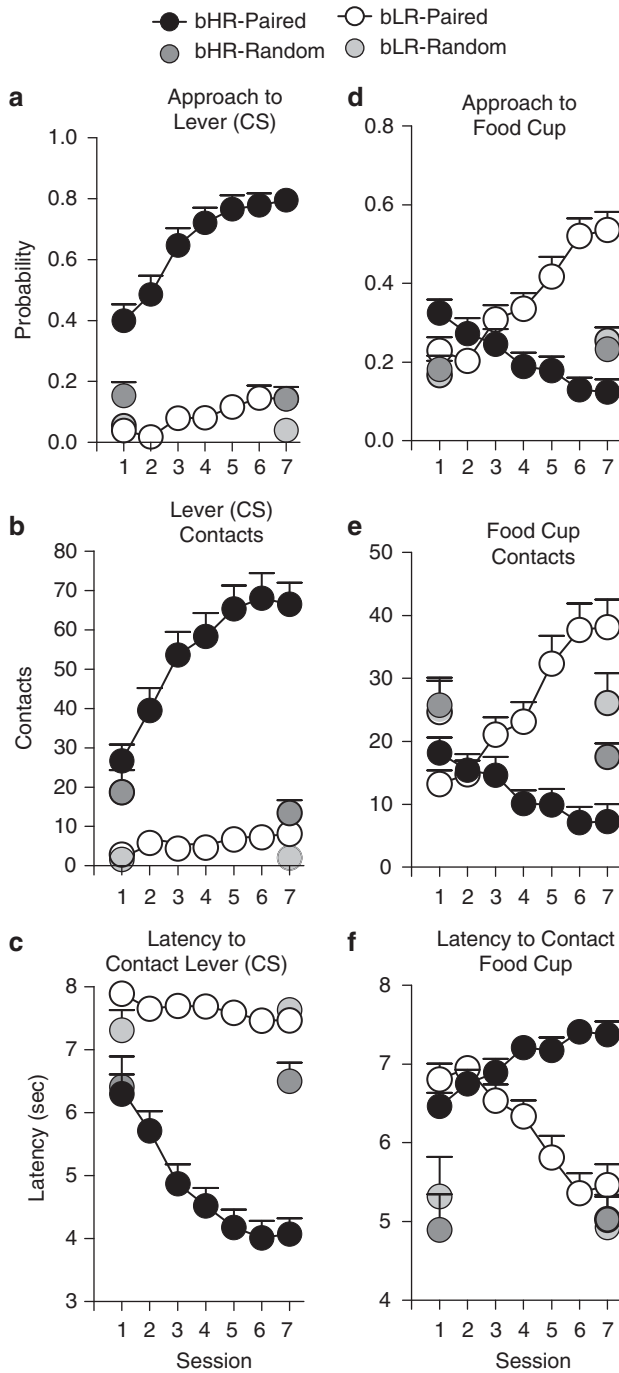 bHR-Paired
bLR-Paired
bHR-Random
bLR-Random
a
Approach to
Lever (CS)
1.0
0.8
0.6
0.4
0.2
0.0
Probability
1 2 3 4 5 6 7
b
Lever (CS)
Contacts
80
70
60
50
40
30
20
10
0
Contacts
1 2 3 4 5 6 7
c
Latency to
Contact Lever (CS)
8
7
6
5
4
3
Latency (sec)
1 2 3 4 5 6 7
Session
d
Approach to
Food Cup
0.8
0.6
0.4
0.2
0.0
1 2 3 4 5 6 7
e
Food Cup
Contacts
50
40
30
20
10
0
1 2 3 4 5 6 7
f
Latency to Contact
Food Cup
8
7
6
5
4
1 2 3 4 5 6 7
Session